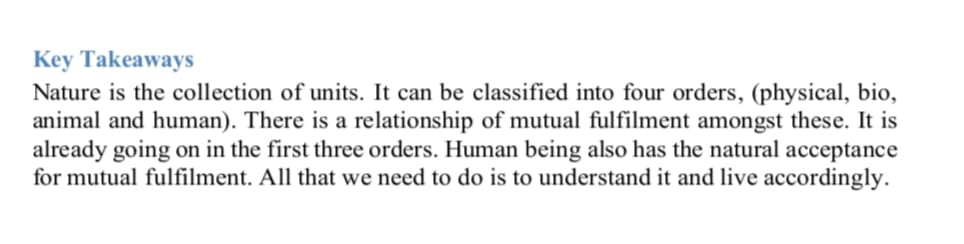 Key Takeaways
Nature is the collection of units. It can be classified into four orders, (physical, bio,
animal and human). There is a relationship of mutual fulfilment amongst these. It is
already going on in the first three orders. Human being also has the natural acceptance
for mutual fulfilment. All that we need to do is to understand it and live accordingly.